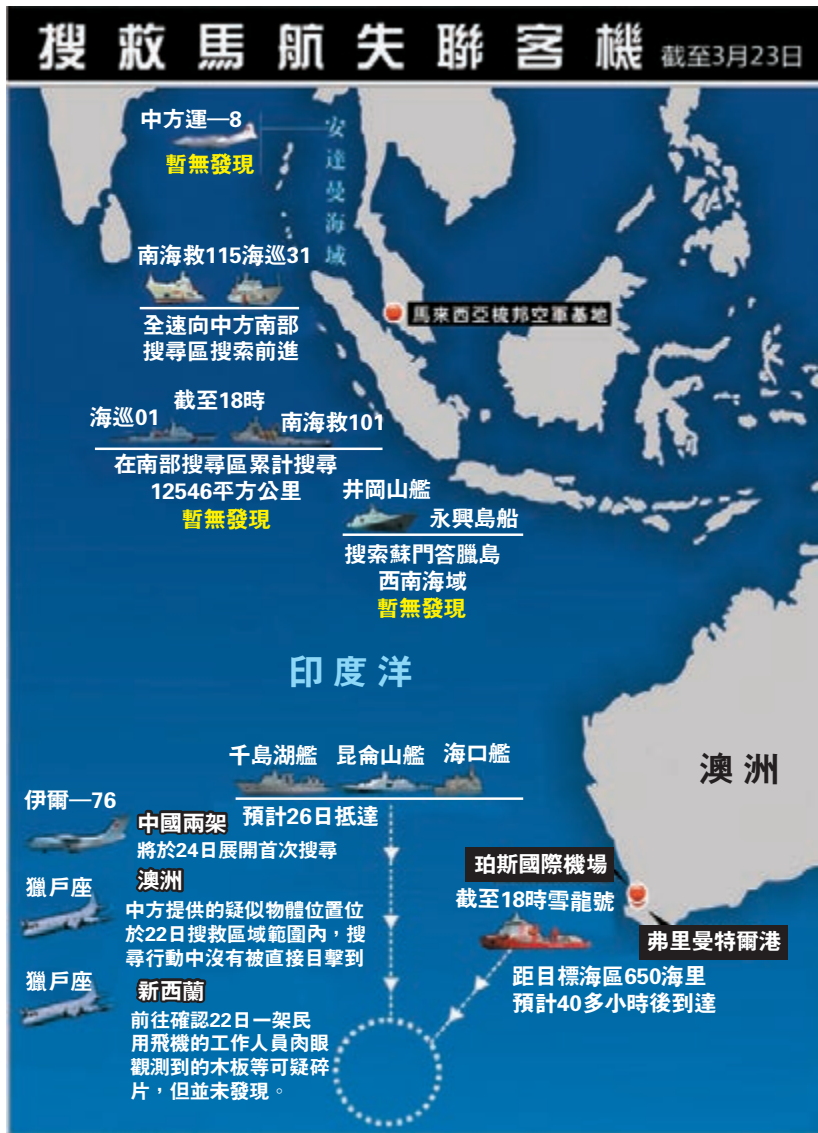 搜救馬航失聯客機 截至3月23日
中方運—8
暫無發現
安達曼海域
南海救115海巡31
全速向中方南部
搜尋區搜索前進
馬來西亞梳邦空軍基地
截至18時
海巡01
南海救101
在南部搜尋區累計搜尋
12546平方公里
暫無發現
井岡山艦
永興島船
搜索蘇門答臘島
西南海域
暫無發現
印度洋
澳洲
千島湖艦 昆侖山艦 海口艦
預計26日抵達
伊爾—76
中國兩架
將於24日展開首次搜尋
獵戶座
澳洲
中方提供的疑似物體位置位
於22日搜救區域範圍內，搜
尋行動中沒有被直接目擊到
獵戶座
新西蘭
前往確認22日一架民
用飛機的工作人員肉眼
觀測到的木板等可疑碎
片，但並未發現。
珀斯國際機場
截至18時雪龍號
弗里曼特爾港
距目標海區650海里
預計40多小時後到達